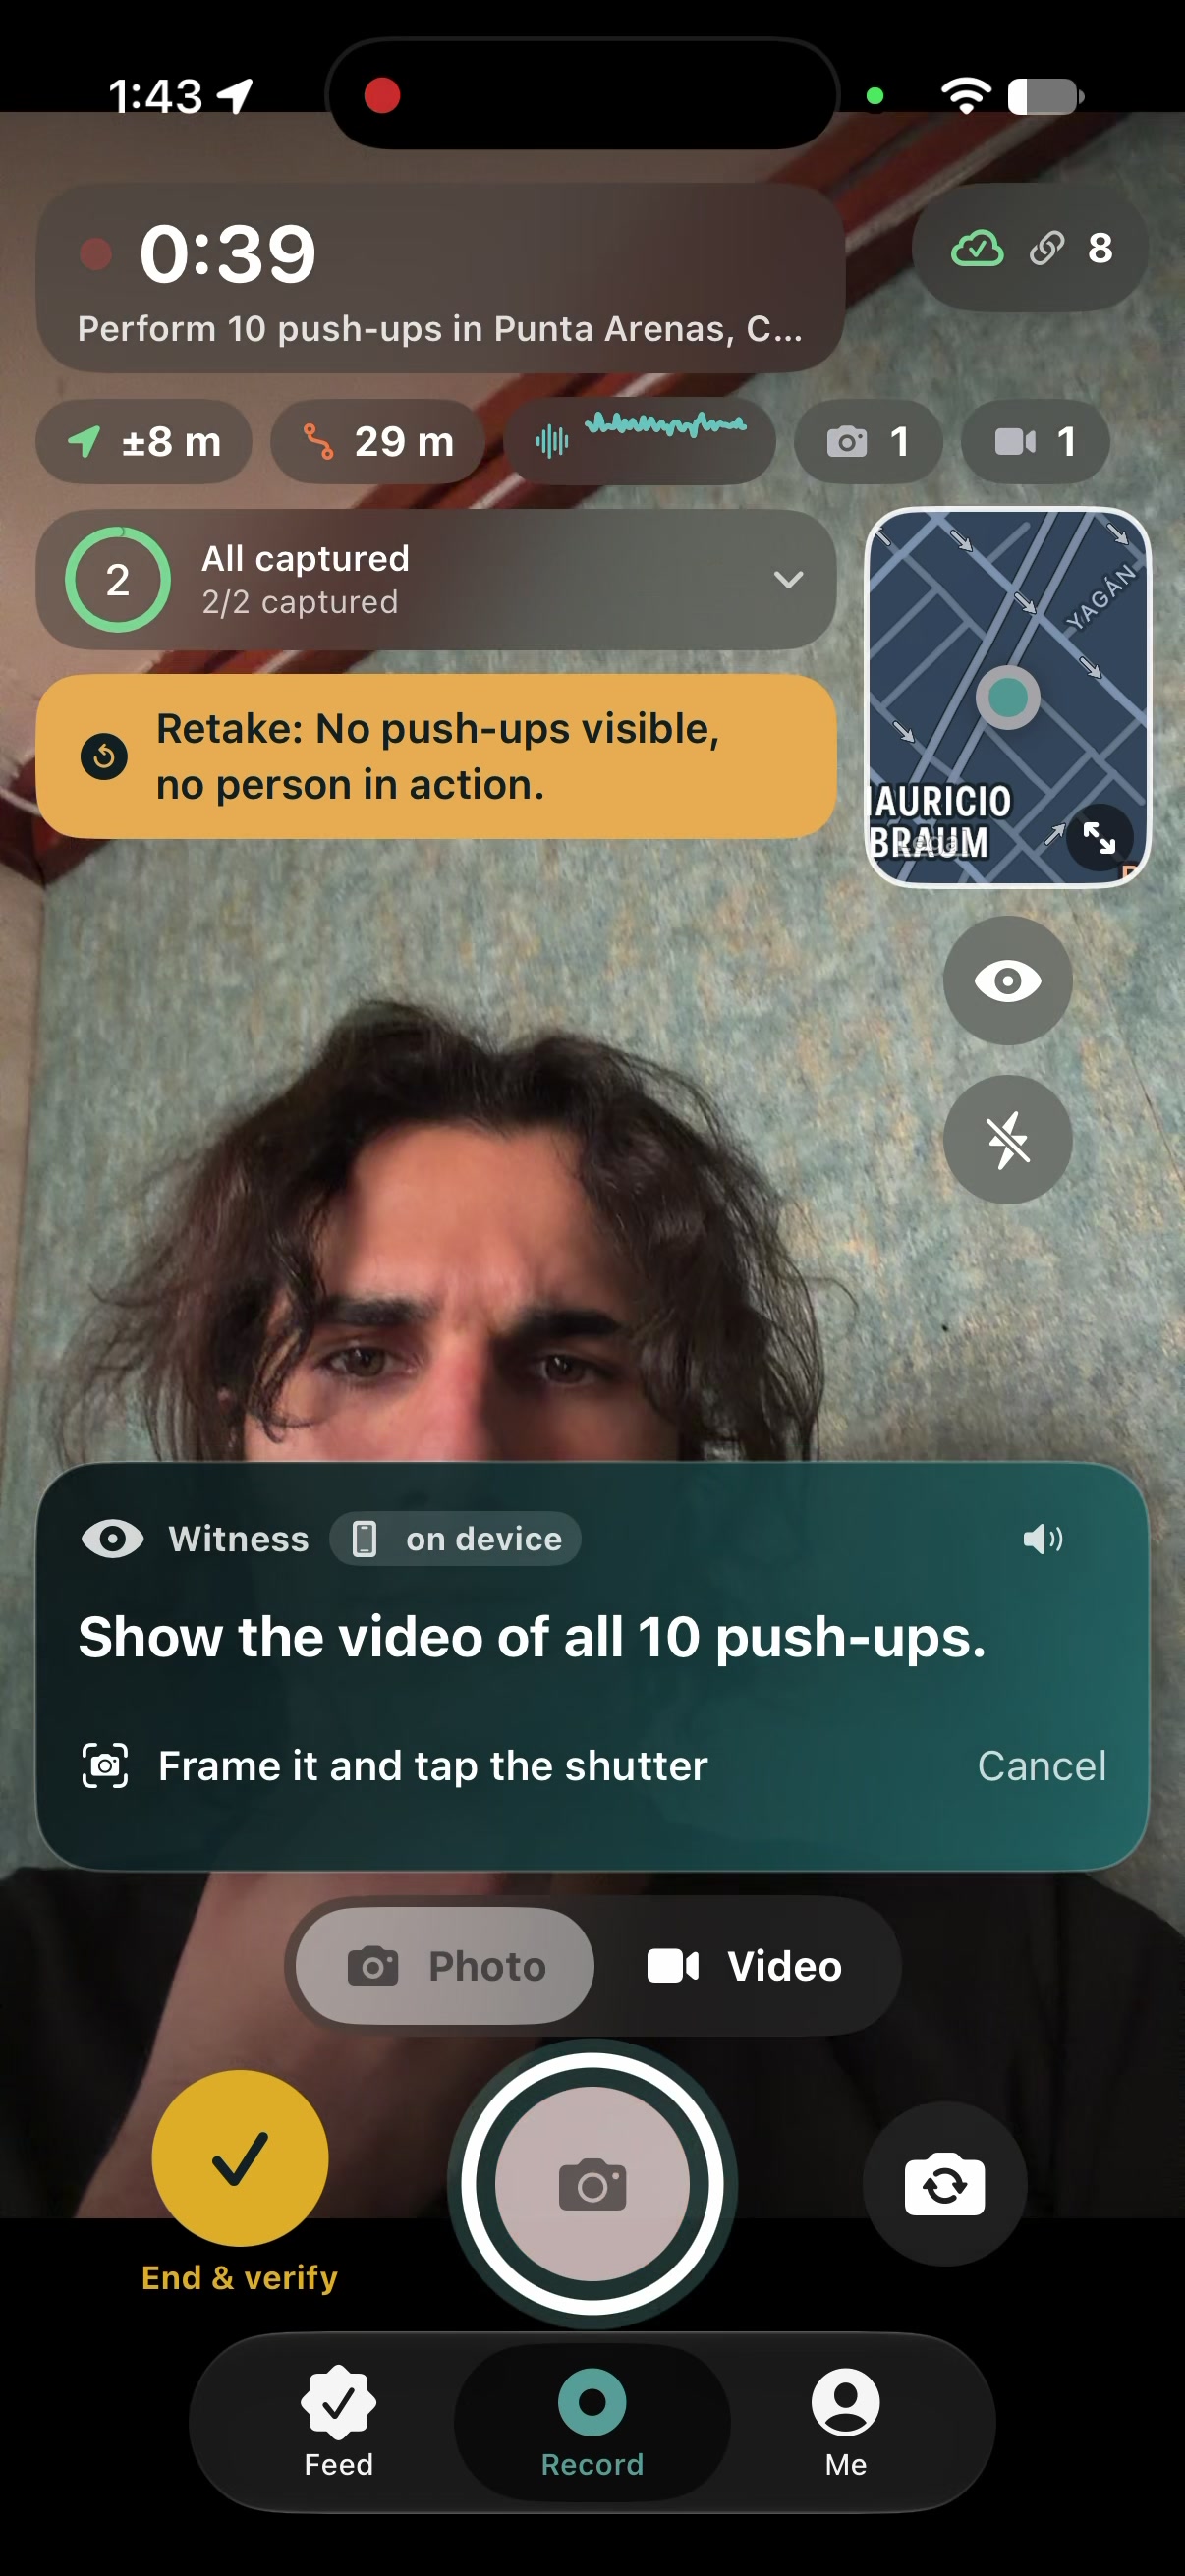 1:43
0:39
8
Perform 10 push-ups in Punta Arenas, C...
±8 m
29 m
1
1
2
All captured
2/2 captured
YAGÁN
Retake: No push-ups visible,
no person in action.
AURICIO
BRAUM
Witness
on device
Show the video of all 10 push-ups.
Frame it and tap the shutter
Cancel
Photo
Video
End & verify
Feed
Record
Me